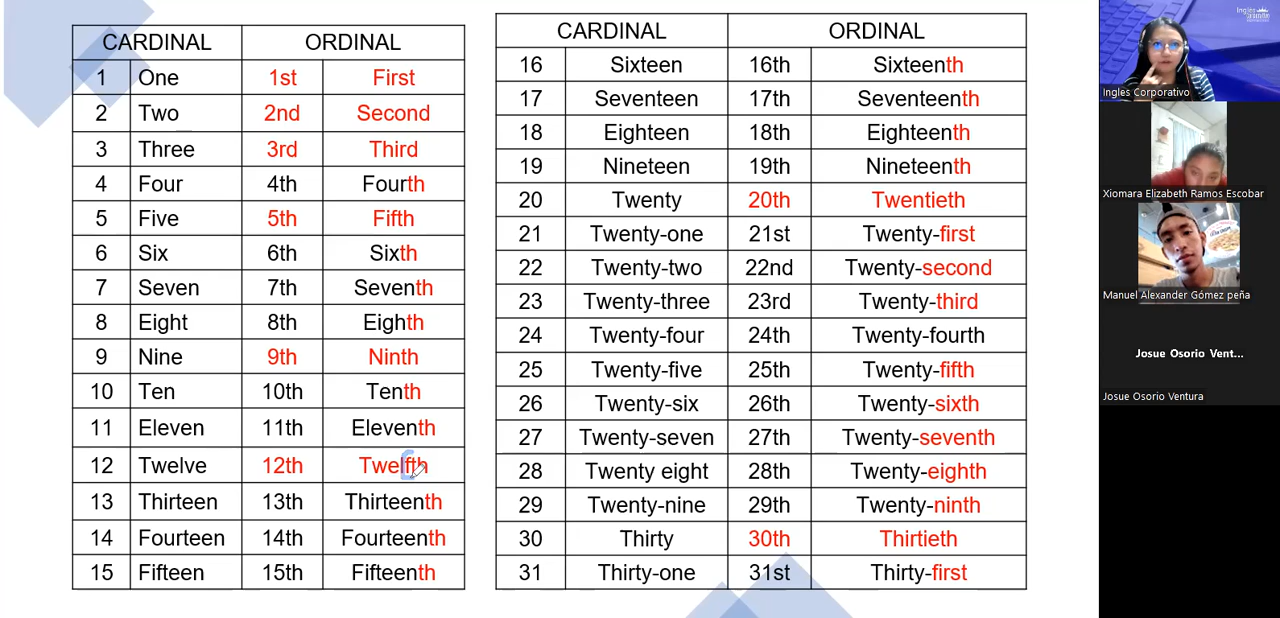 CARDINAL ORDINAL
1 One 1st First
2 Two 2nd Second
3 Three 3rd Third
4 Four 4th Fourth
5 Five 5th Fifth
6 Six 6th Sixth
7 Seven 7th Seventh
8 Eight 8th Eighth
9 Nine 9th Ninth
10 Ten 10th Tenth
11 Eleven 11th Eleventh
12 Twelve 12th Twelfth
13 Thirteen 13th Thirteenth
14 Fourteen 14th Fourteenth
15 Fifteen 15th Fifteenth
CARDINAL ORDINAL
16 Sixteen 16th Sixteenth
17 Seventeen 17th Seventeenth
18 Eighteen 18th Eighteenth
19 Nineteen 19th Nineteenth
20 Twenty 20th Twentieth
21 Twenty-one 21st Twenty-first
22 Twenty-two 22nd Twenty-second
23 Twenty-three 23rd Twenty-third
24 Twenty-four 24th Twenty-fourth
25 Twenty-five 25th Twenty-fifth
26 Twenty-six 26th Twenty-sixth
27 Twenty-seven 27th Twenty-seventh
28 Twenty eight 28th Twenty-eighth
29 Twenty-nine 29th Twenty-ninth
30 Thirty 30th Thirtieth
31 Thirty-one 31st Thirty-first
Ingles
Ingles Corporativo
Xiomara Elizabeth Ramos Escobar
Manuel Alexander Gómez peña
Josue Osorio Vent...
Josue Osorio Ventura